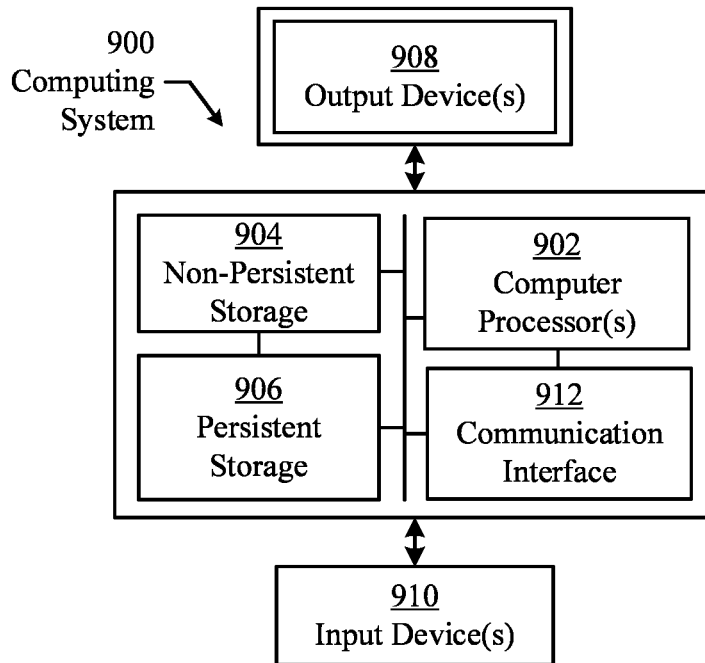 900
Computing
System
908
Output Device(s)
904
Non-Persistent
Storage
902
Computer
Processor(s)
906
Persistent
Storage
912
Communication
Interface
910
Input Device(s)